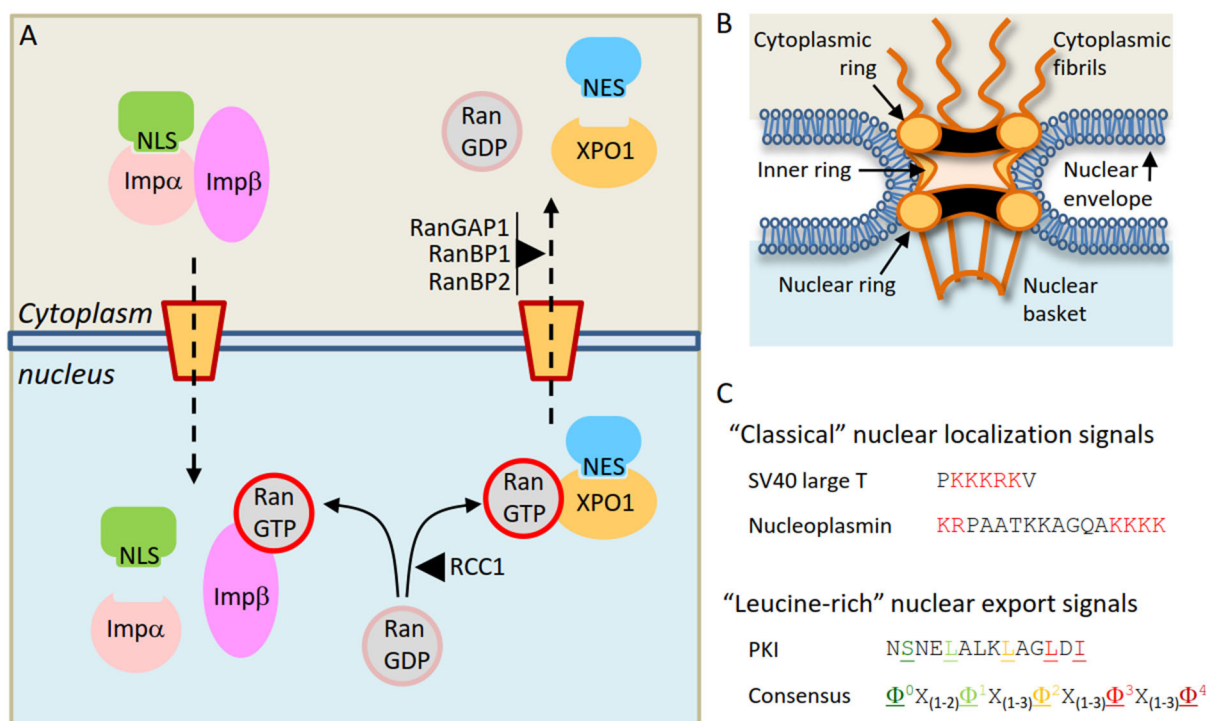 A
NES
Ran
GDP
XPO1
NLS
Impα
Impβ
RanGAP1
RanBP1
RanBP2
Cytoplasm
nucleus
Ran
GTP
NES
Ran
GTP
XPO1
NLS
Impβ
RCC1
Impα
Ran
GDP
B
Cytoplasmic
ring
Cytoplasmic
fibrils
Inner ring
Nuclear
envelope
Nuclear ring
Nuclear
basket
C
“Classical” nuclear localization signals
SV40 large T PKKKRKV
Nucleoplasmin KRPAATKKAGQAKKKK
“Leucine-rich” nuclear export signals
PKI NSNELALKLAGLDI
Consensus Φ⁰X₍₁₋₂₎Φ¹X₍₁₋₃₎Φ²X₍₁₋₃₎Φ³X₍₁₋₃₎Φ⁴